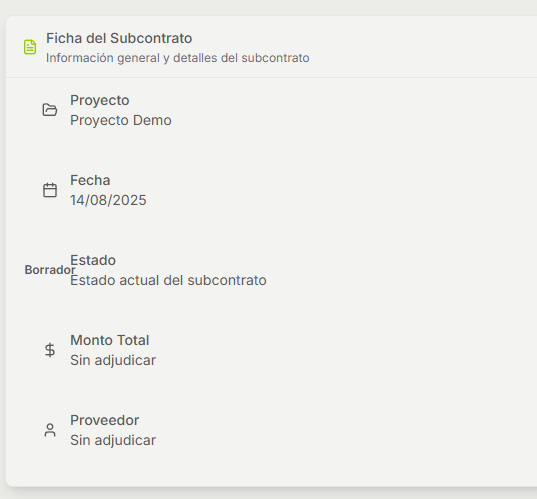 Ficha del Subcontrato
Información general y detalles del subcontrato
Proyecto
Proyecto Demo
Fecha
14/08/2025
Estado
Borrador
Estado actual del subcontrato
Monto Total
Sin adjudicar
Proveedor
Sin adjudicar